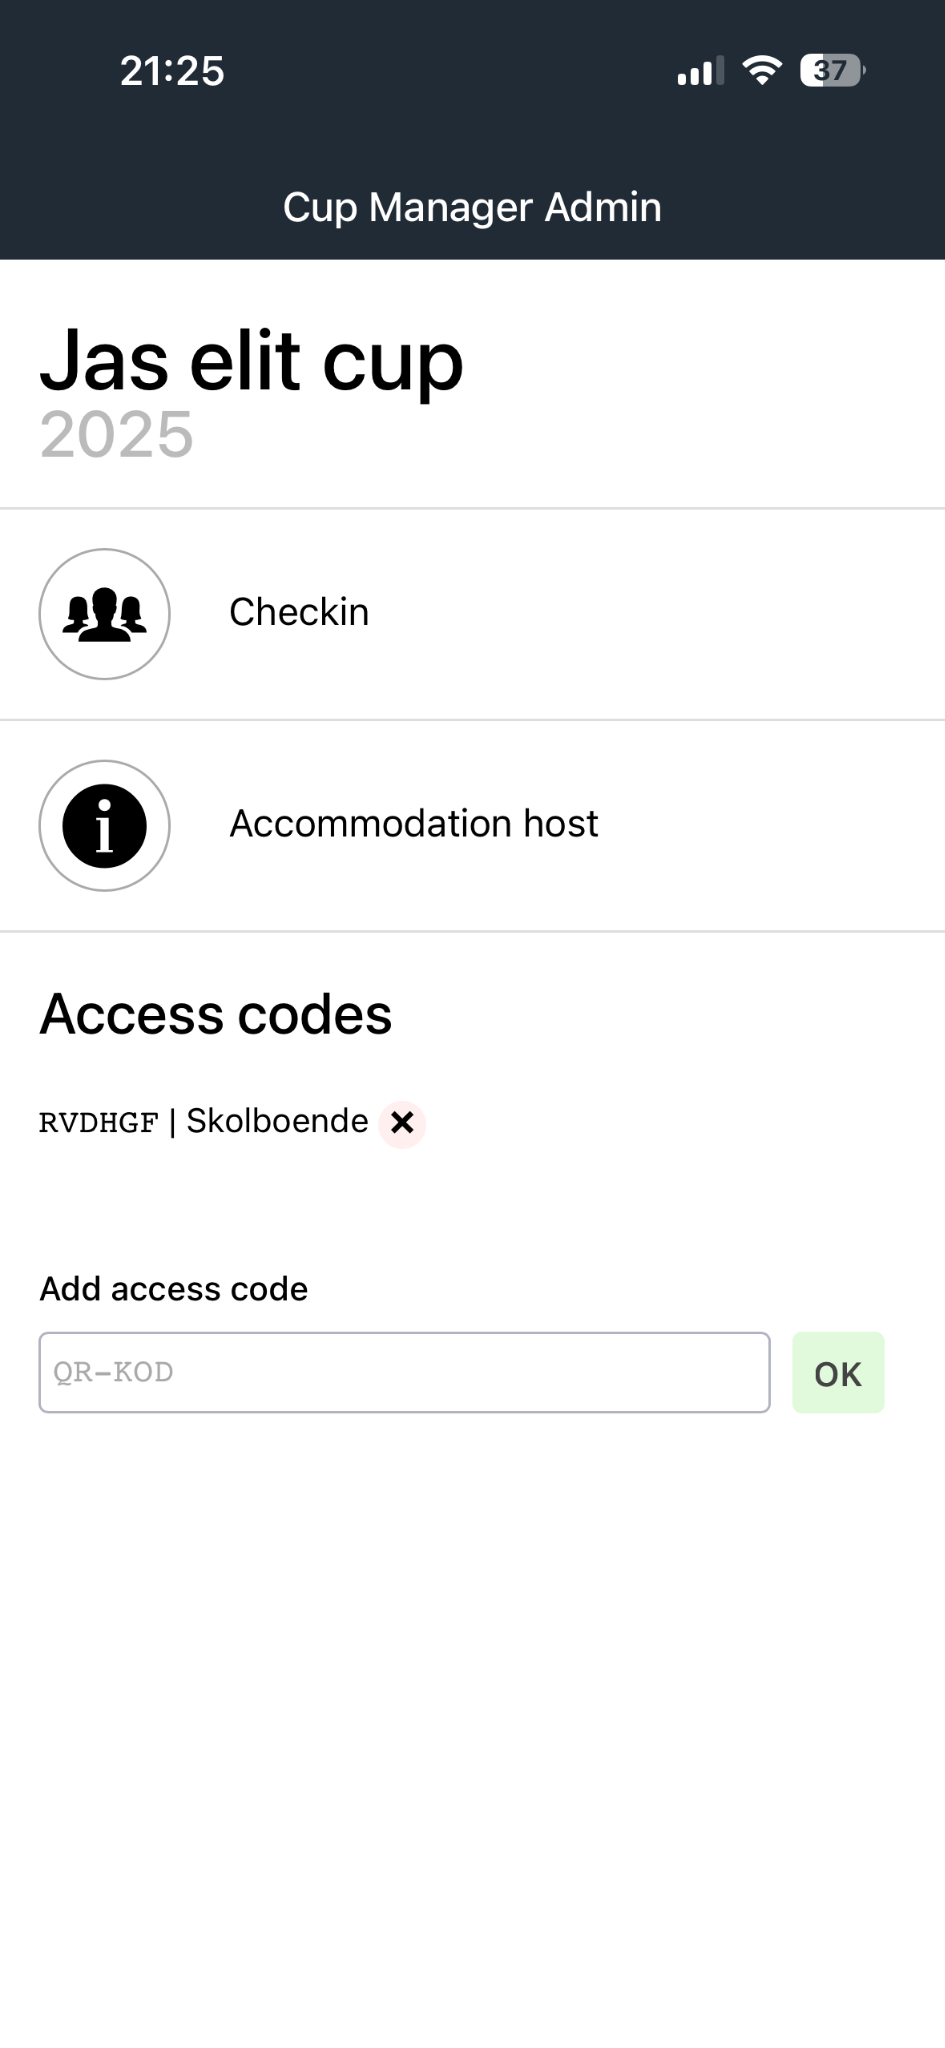 21:25
37
Cup Manager Admin
Jas elit cup
2025
Checkin
i
Accommodation host
Access codes
RVDHGF | Skolboende ×
Add access code
QR-KOD
OK